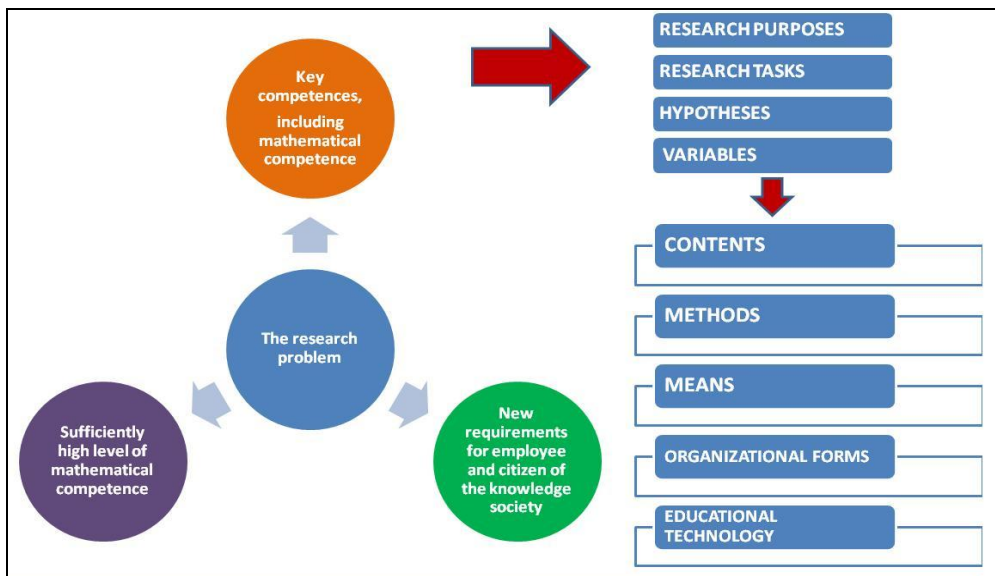 Key
competences,
including
mathematical
competence
The research
problem
Sufficiently
high level of
mathematical
competence
New
requirements
for employee
and citizen of
the knowledge
society
RESEARCH PURPOSES
RESEARCH TASKS
HYPOTHESES
VARIABLES
CONTENTS
METHODS
MEANS
ORGANIZATIONAL FORMS
EDUCATIONAL
TECHNOLOGY